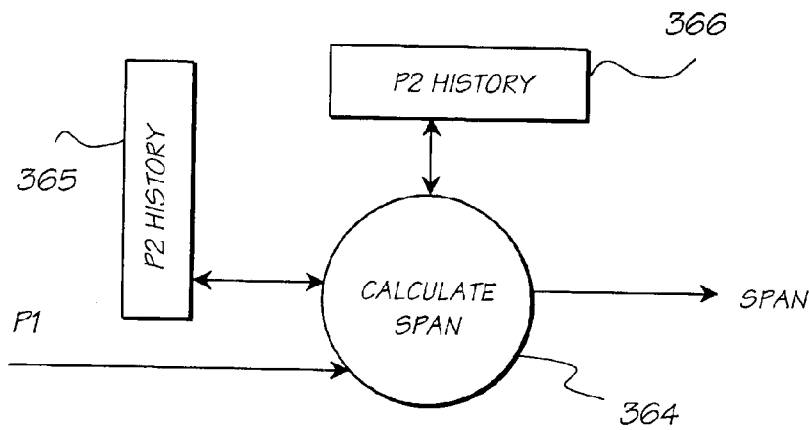 366
P2 HISTORY
365
P2 HISTORY
CALCULATE
SPAN
SPAN
P1
364